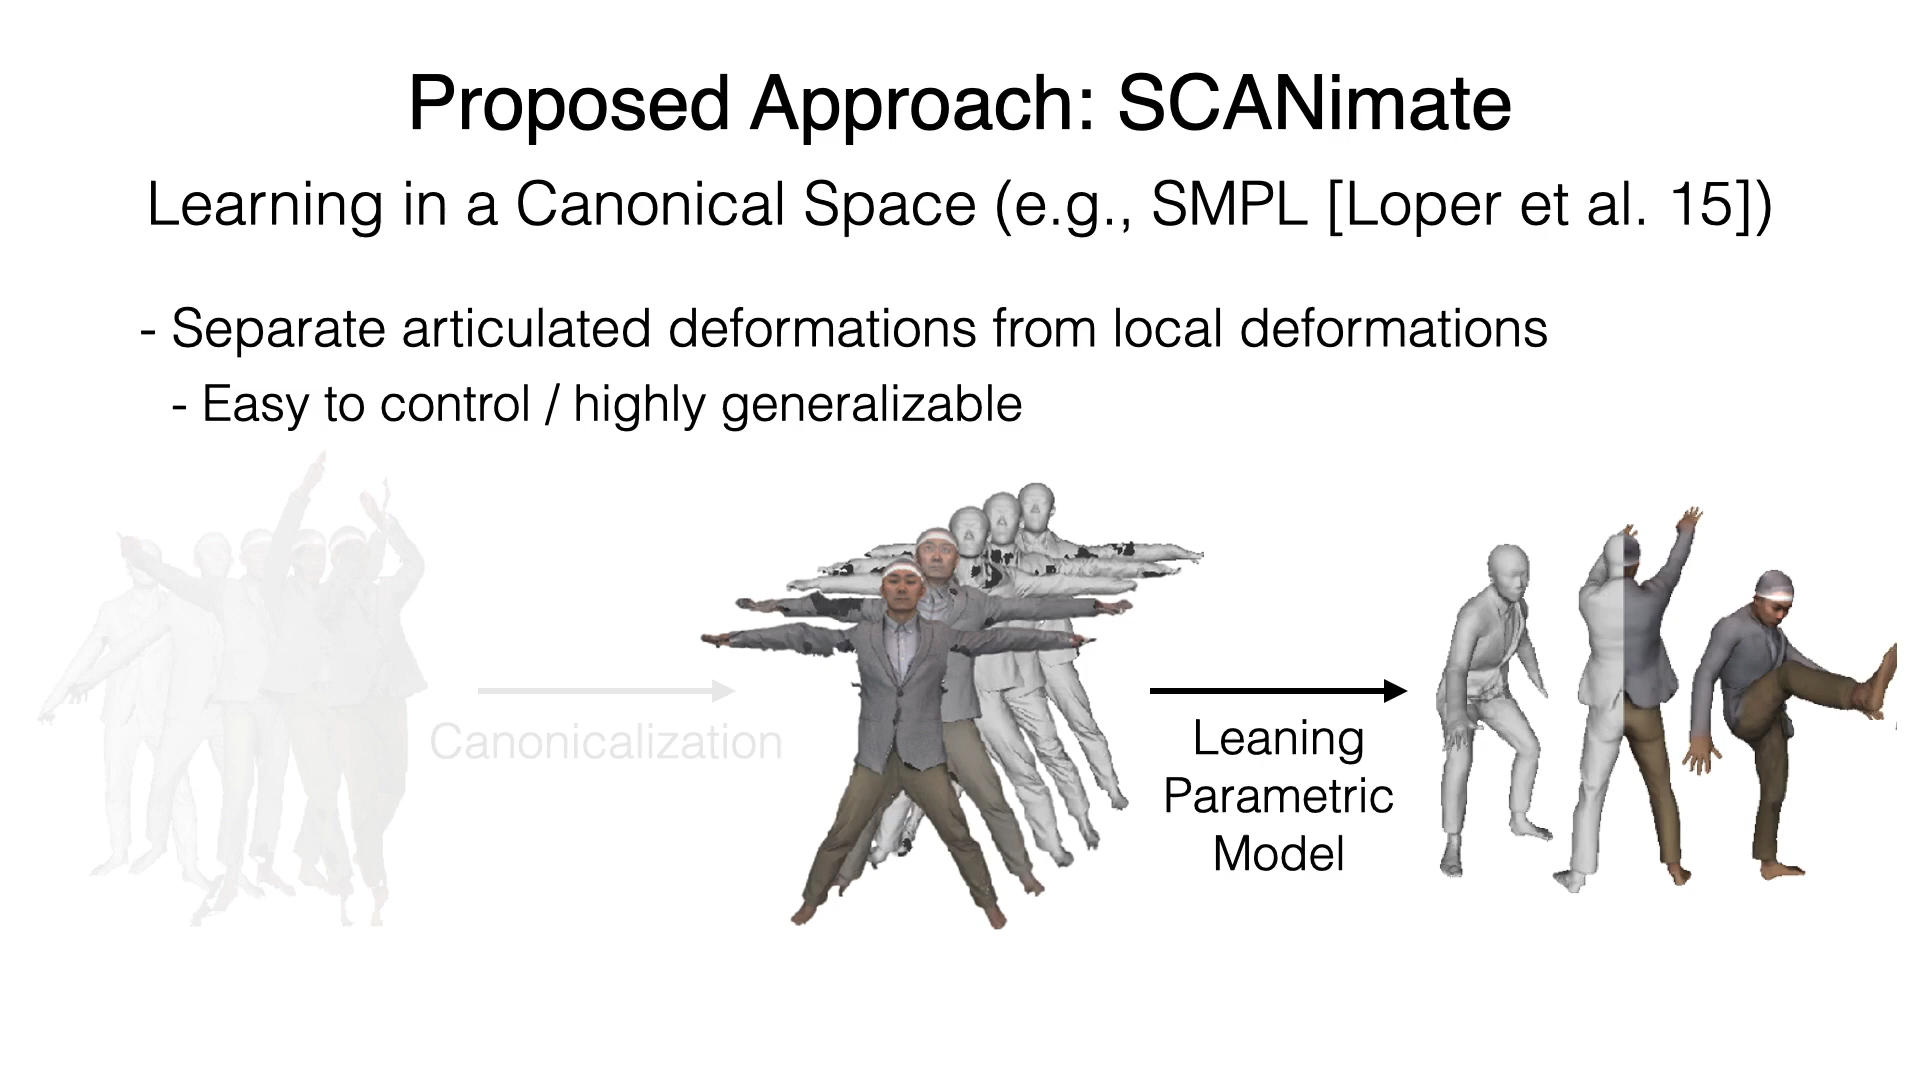 Proposed Approach: SCANimate
Learning in a Canonical Space (e.g., SMPL [Loper et al. 15])
- Separate articulated deformations from local deformations
- Easy to control / highly generalizable
Canonicalization
Leaning
Parametric
Model